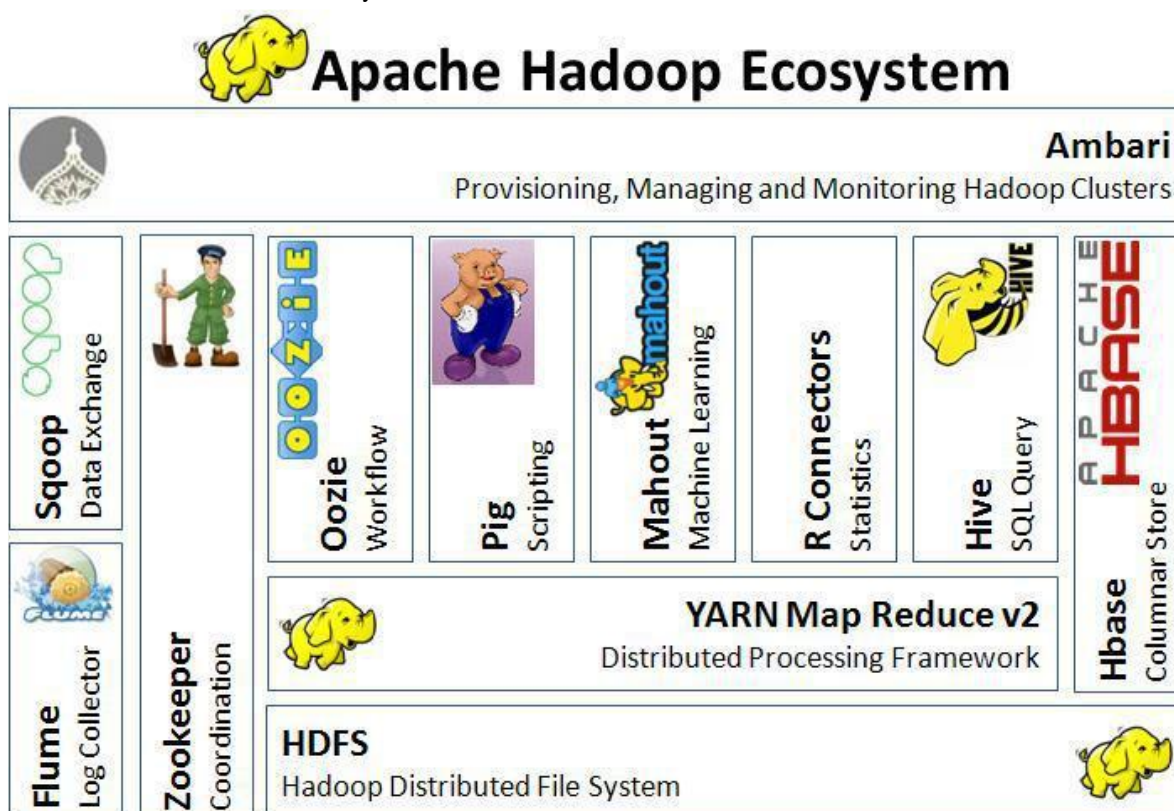 Apache Hadoop Ecosystem
Ambari
Provisioning, Managing and Monitoring Hadoop Clusters
sqoop
Sqoop
Data Exchange
FLUME
Flume
Log Collector
Zookeeper
Coordination
OOZiE
Oozie
Workflow
Pig
Scripting
mahout
Mahout
Machine Learning
R Connectors
Statistics
HIVE
Hive
SQL Query
APACHE
HBASE
Hbase
Columnar Store
YARN Map Reduce v2
Distributed Processing Framework
HDFS
Hadoop Distributed File System